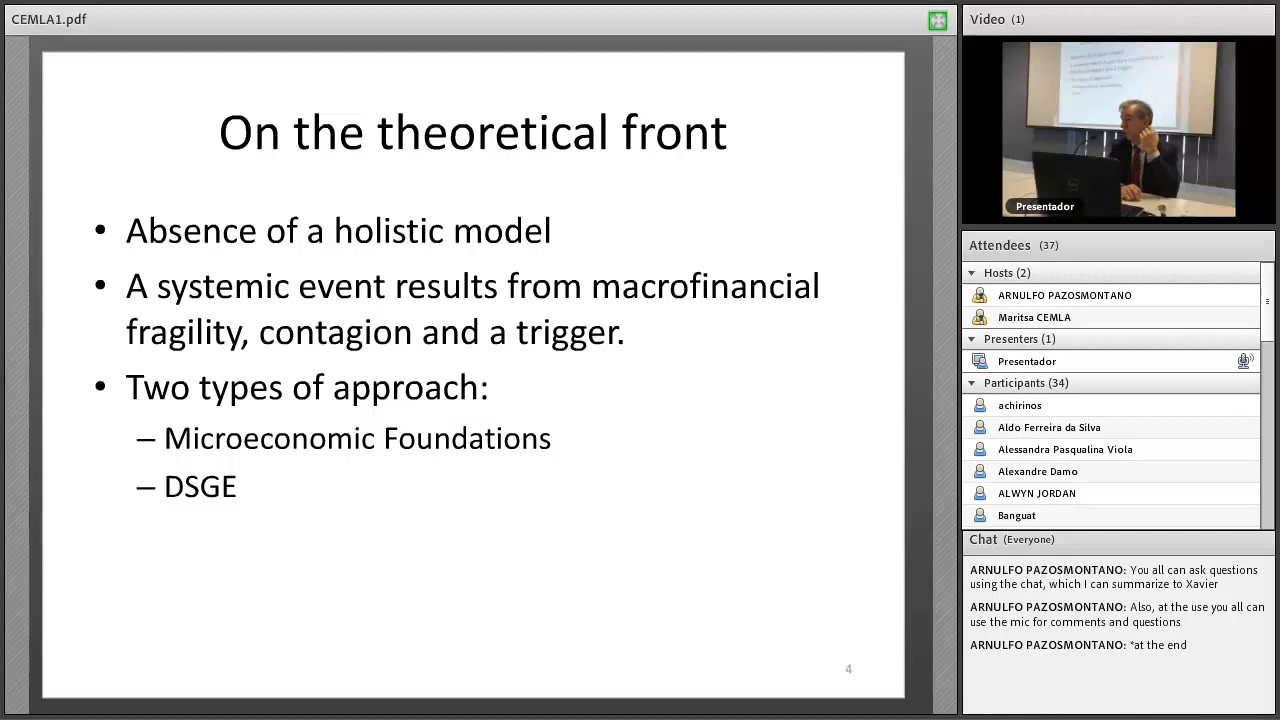 CEMLA1.pdf
On the theoretical front
• Absence of a holistic model
• A systemic event results from macrofinancial
fragility, contagion and a trigger.
• Two types of approach:
– Microeconomic Foundations
– DSGE
4
Video (1)
Presentador
Attendees (37)
Hosts (2)
ARNULFO PAZOSMONTANO
Maritsa CEMLA
Presenters (1)
Presentador
Participants (34)
achirinos
Aldo Ferreira da Silva
Alessandra Pasqualina Viola
Alexandre Damo
ALWYN JORDAN
Banguat
Chat (Everyone)
ARNULFO PAZOSMONTANO: You all can ask questions
using the chat, which I can summarize to Xavier
ARNULFO PAZOSMONTANO: Also, at the use you all can
use the mic for comments and questions
ARNULFO PAZOSMONTANO: *at the end